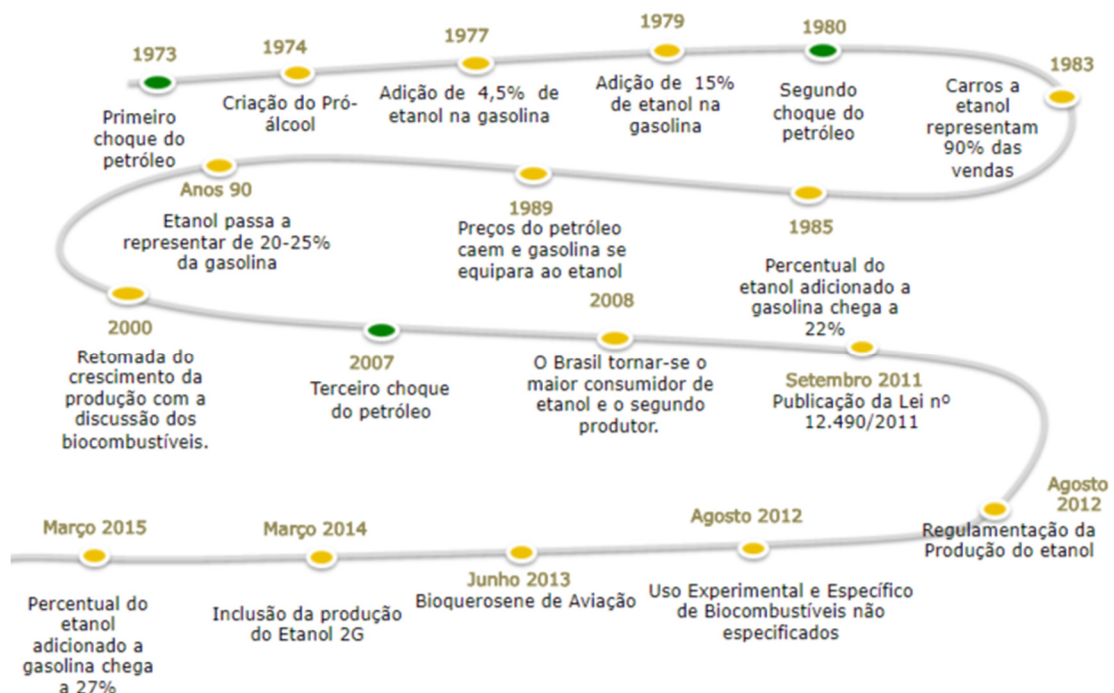 1973
Primeiro
choque do
petróleo
1974
Criação do Pró-
álcool
1977
Adição de 4,5% de
etanol na gasolina
1979
Adição de 15%
de etanol na
gasolina
1980
Segundo
choque do
petróleo
1983
Carros a
etanol
representam
90% das
vendas
1985
Percentual do
etanol adicionado a
gasolina chega a
22%
1989
Preços do petróleo
caem e gasolina se
equipara ao etanol
Anos 90
Etanol passa a
representar de 20-25%
da gasolina
2000
Retomada do
crescimento da
produção com a
discussão dos
biocombustíveis.
2007
Terceiro choque
do petróleo
2008
O Brasil tornar-se o
maior consumidor de
etanol e o segundo
produtor.
Setembro 2011
Publicação da Lei nº
12.490/2011
Agosto
2012
Regulamentação da
Produção do etanol
Agosto 2012
Uso Experimental e Específico
de Biocombustíveis não
especificados
Junho 2013
Bioquerosene de Aviação
Março 2014
Inclusão da produção
do Etanol 2G
Março 2015
Percentual do
etanol
adicionado a
gasolina chega
a 27%